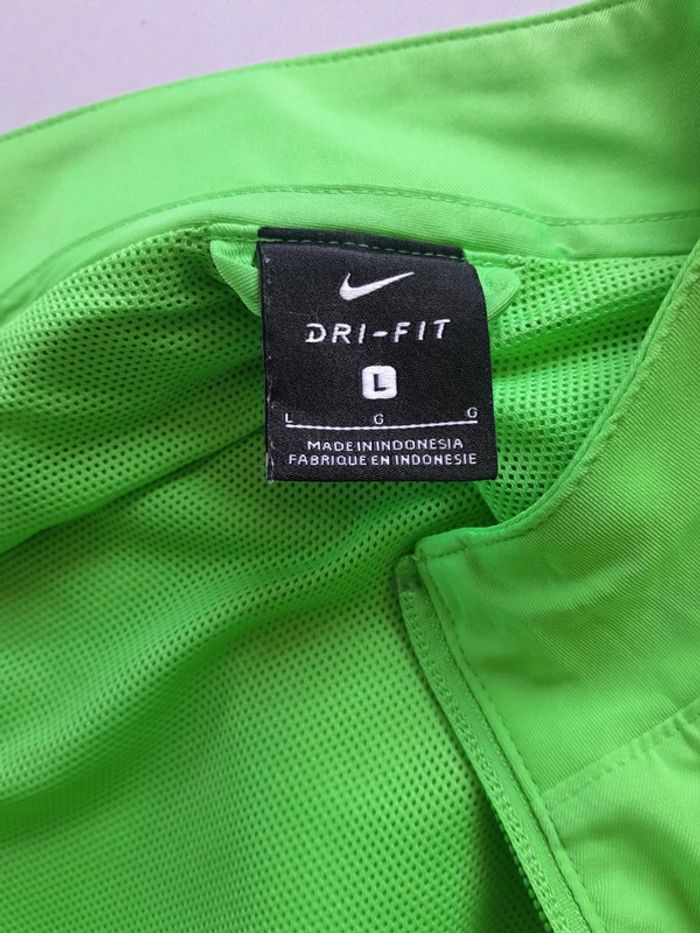 DRI-FIT
L
L G G
MADE IN INDONESIA
FABRIQUE EN INDONESIE